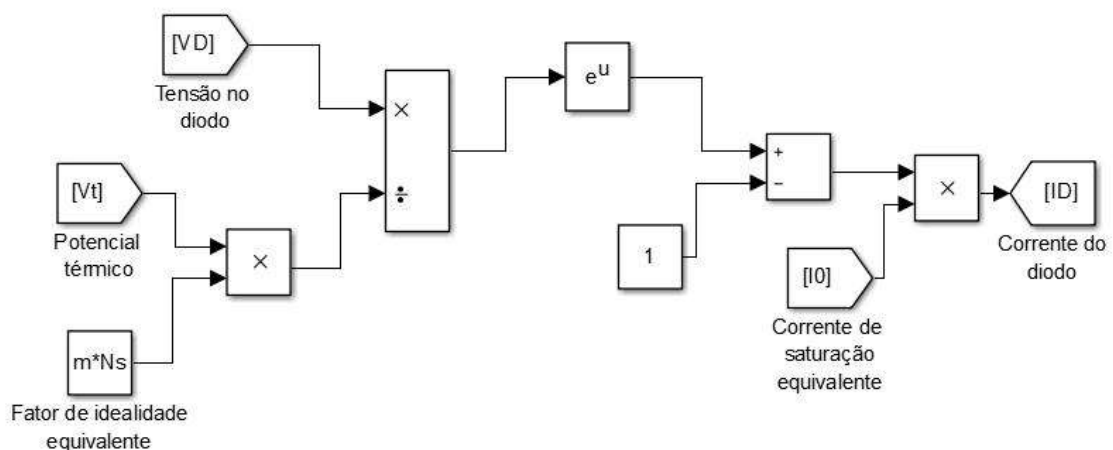 [VD]
Tensão no
diodo
×
÷
e^u
[Vt]
Potencial
térmico
×
m*Ns
Fator de idealidade
equivalente
+
−
1
×
[I0]
Corrente de
saturação
equivalente
[ID]
Corrente do
diodo